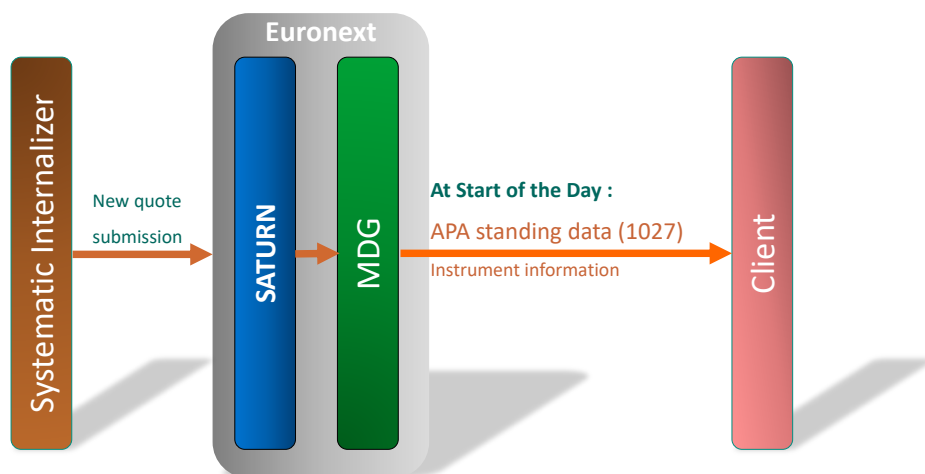 Euronext
Systematic Internalizer
New quote
submission
SATURN
MDG
At Start of the Day :
APA standing data (1027)
Instrument information
Client